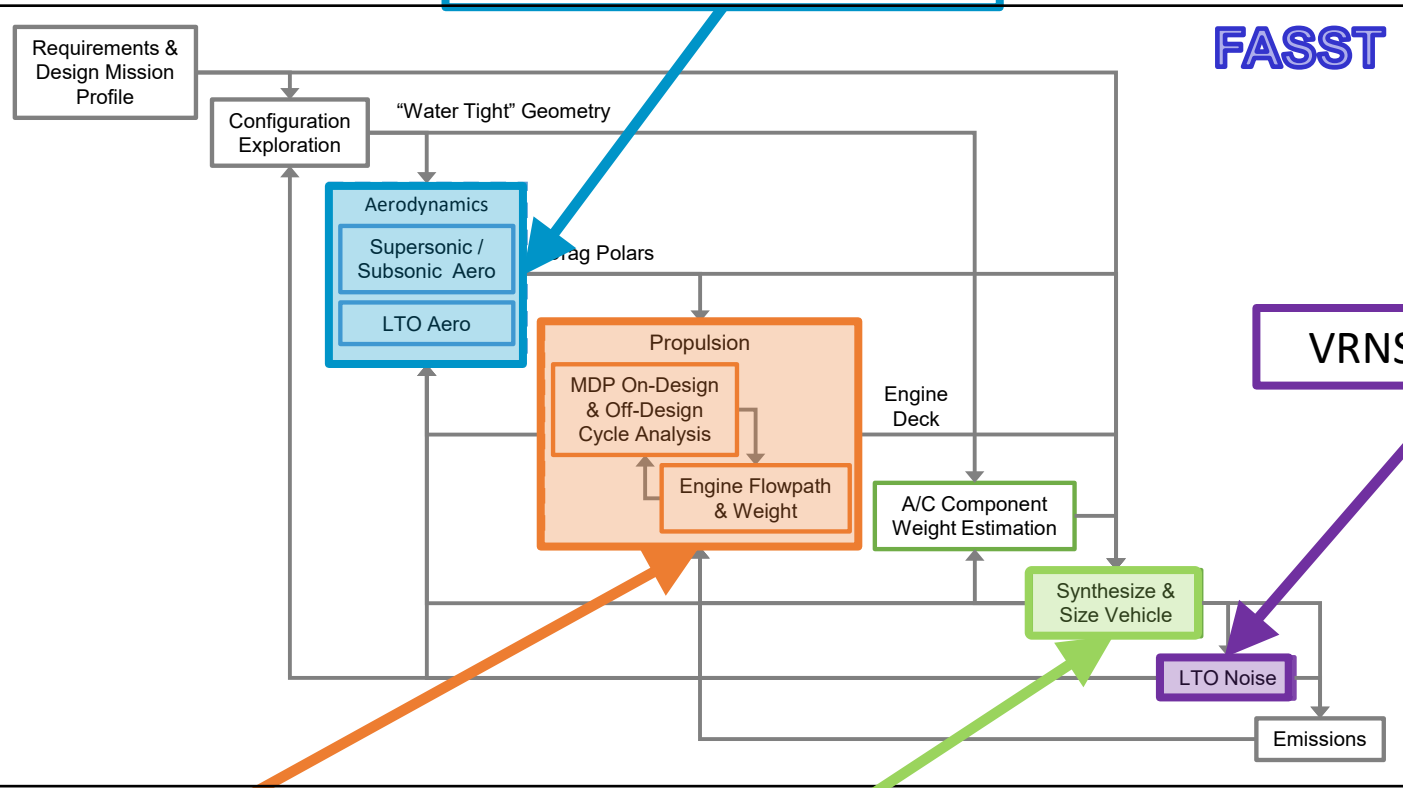 FASST
Requirements &
Design Mission
Profile
Configuration
Exploration
“Water Tight” Geometry
Aerodynamics
Supersonic /
Subsonic Aero
LTO Aero
Polars
Propulsion
MDP On-Design
& Off-Design
Cycle Analysis
Engine Flowpath
& Weight
Engine
Deck
A/C Component
Weight Estimation
Synthesize &
Size Vehicle
LTO Noise
Emissions